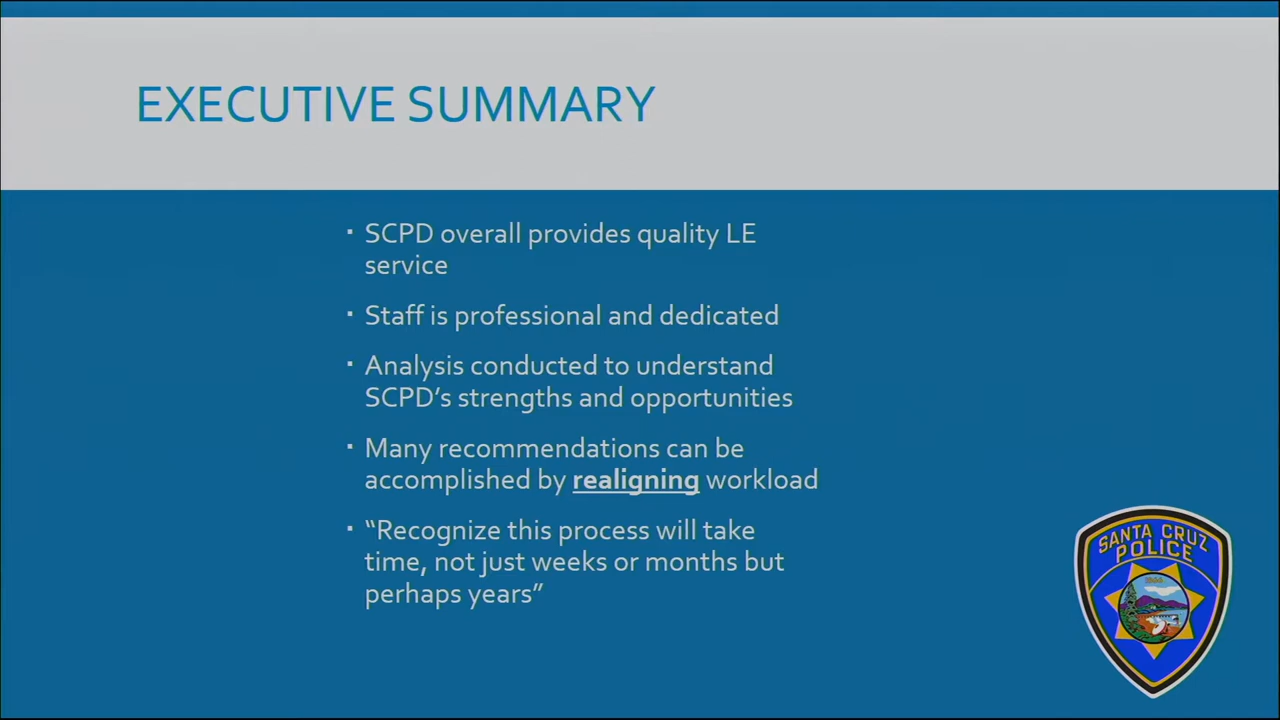 EXECUTIVE SUMMARY
▪ SCPD overall provides quality LE
service
▪ Staff is professional and dedicated
▪ Analysis conducted to understand
SCPD’s strengths and opportunities
▪ Many recommendations can be
accomplished by realigning workload
▪ “Recognize this process will take
time, not just weeks or months but
perhaps years”
SANTA CRUZ
POLICE